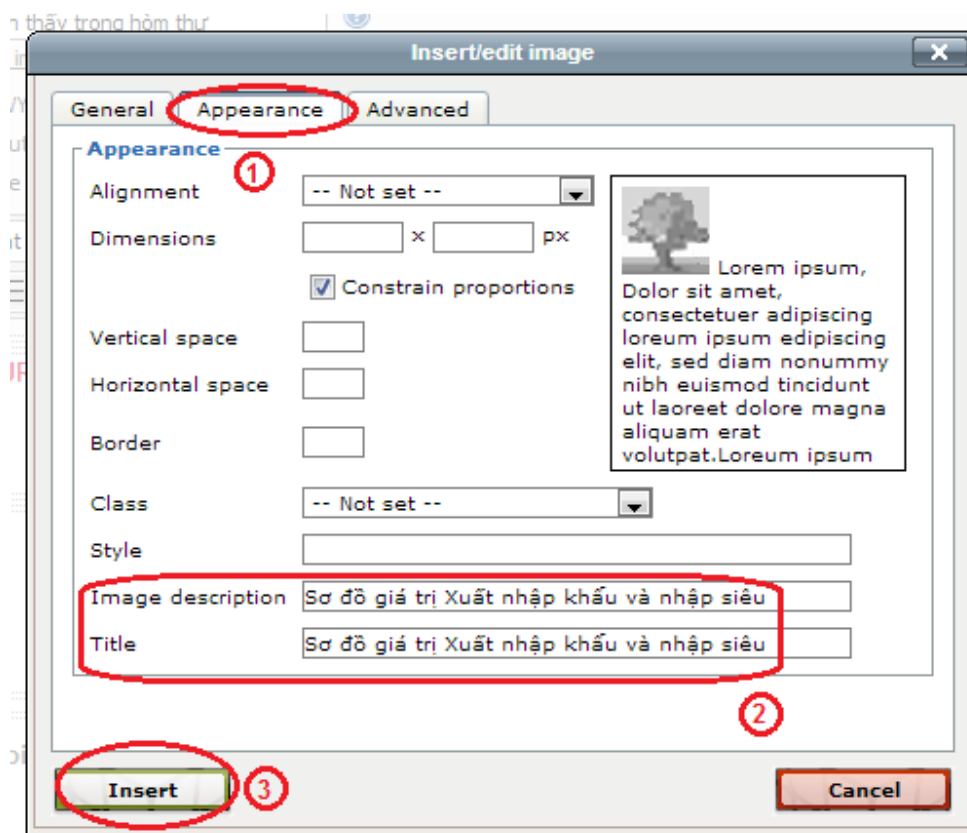 n thấy trong hòm thư
Insert/edit image
General Appearance Advanced
Appearance
1
Alignment -- Not set --
Dimensions x px
Constrain proportions
Vertical space
Horizontal space
Border
Lorem ipsum,
Dolor sit amet,
consectetuer adipiscing
loreum ipsum edipiscing
elit, sed diam nonummy
nibh euismod tincidunt
ut laoreet dolore magna
aliquam erat
volutpat.Loreum ipsum
Class -- Not set --
Style
Image description Sơ đồ giá trị Xuất nhập khẩu và nhập siêu
Title Sơ đồ giá trị Xuất nhập khẩu và nhập siêu
2
Insert 3 Cancel